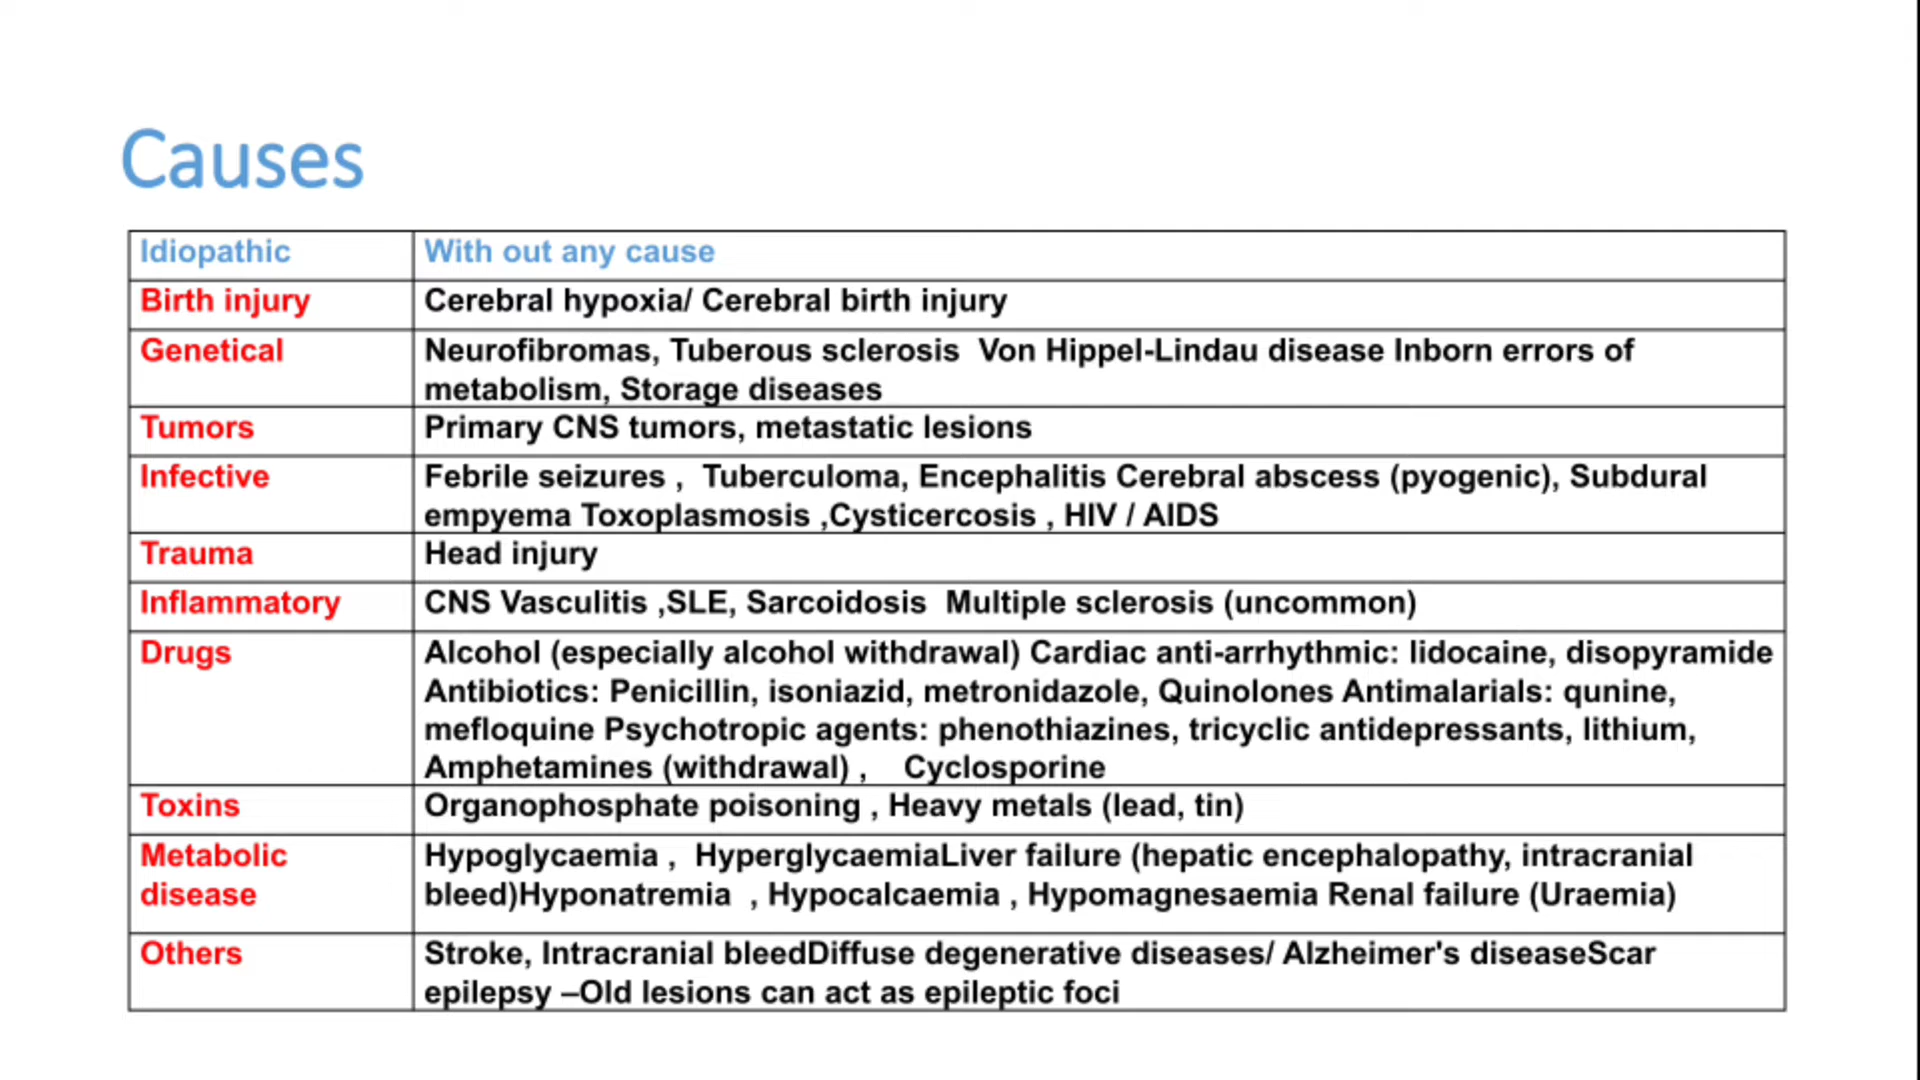 Causes
Idiopathic
With out any cause
Birth injury
Cerebral hypoxia/ Cerebral birth injury
Genetical
Neurofibromas, Tuberous sclerosis  Von Hippel-Lindau disease Inborn errors of
metabolism, Storage diseases
Tumors
Primary CNS tumors, metastatic lesions
Infective
Febrile seizures ,  Tuberculoma, Encephalitis Cerebral abscess (pyogenic), Subdural
empyema Toxoplasmosis ,Cysticercosis , HIV / AIDS
Trauma
Head injury
Inflammatory
CNS Vasculitis ,SLE, Sarcoidosis  Multiple sclerosis (uncommon)
Drugs
Alcohol (especially alcohol withdrawal) Cardiac anti-arrhythmic: lidocaine, disopyramide
Antibiotics: Penicillin, isoniazid, metronidazole, Quinolones Antimalarials: qunine,
mefloquine Psychotropic agents: phenothiazines, tricyclic antidepressants, lithium,
Amphetamines (withdrawal) ,    Cyclosporine
Toxins
Organophosphate poisoning , Heavy metals (lead, tin)
Metabolic
disease
Hypoglycaemia ,  HyperglycaemiaLiver failure (hepatic encephalopathy, intracranial
bleed)Hyponatremia  , Hypocalcaemia , Hypomagnesaemia Renal failure (Uraemia)
Others
Stroke, Intracranial bleedDiffuse degenerative diseases/ Alzheimer's diseaseScar
epilepsy –Old lesions can act as epileptic foci